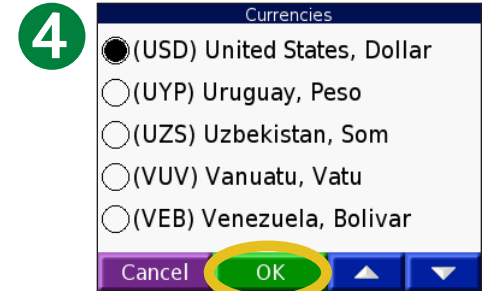 4
Currencies
(USD) United States, Dollar
(UYP) Uruguay, Peso
(UZS) Uzbekistan, Som
(VUV) Vanuatu, Vatu
(VEB) Venezuela, Bolivar
Cancel OK